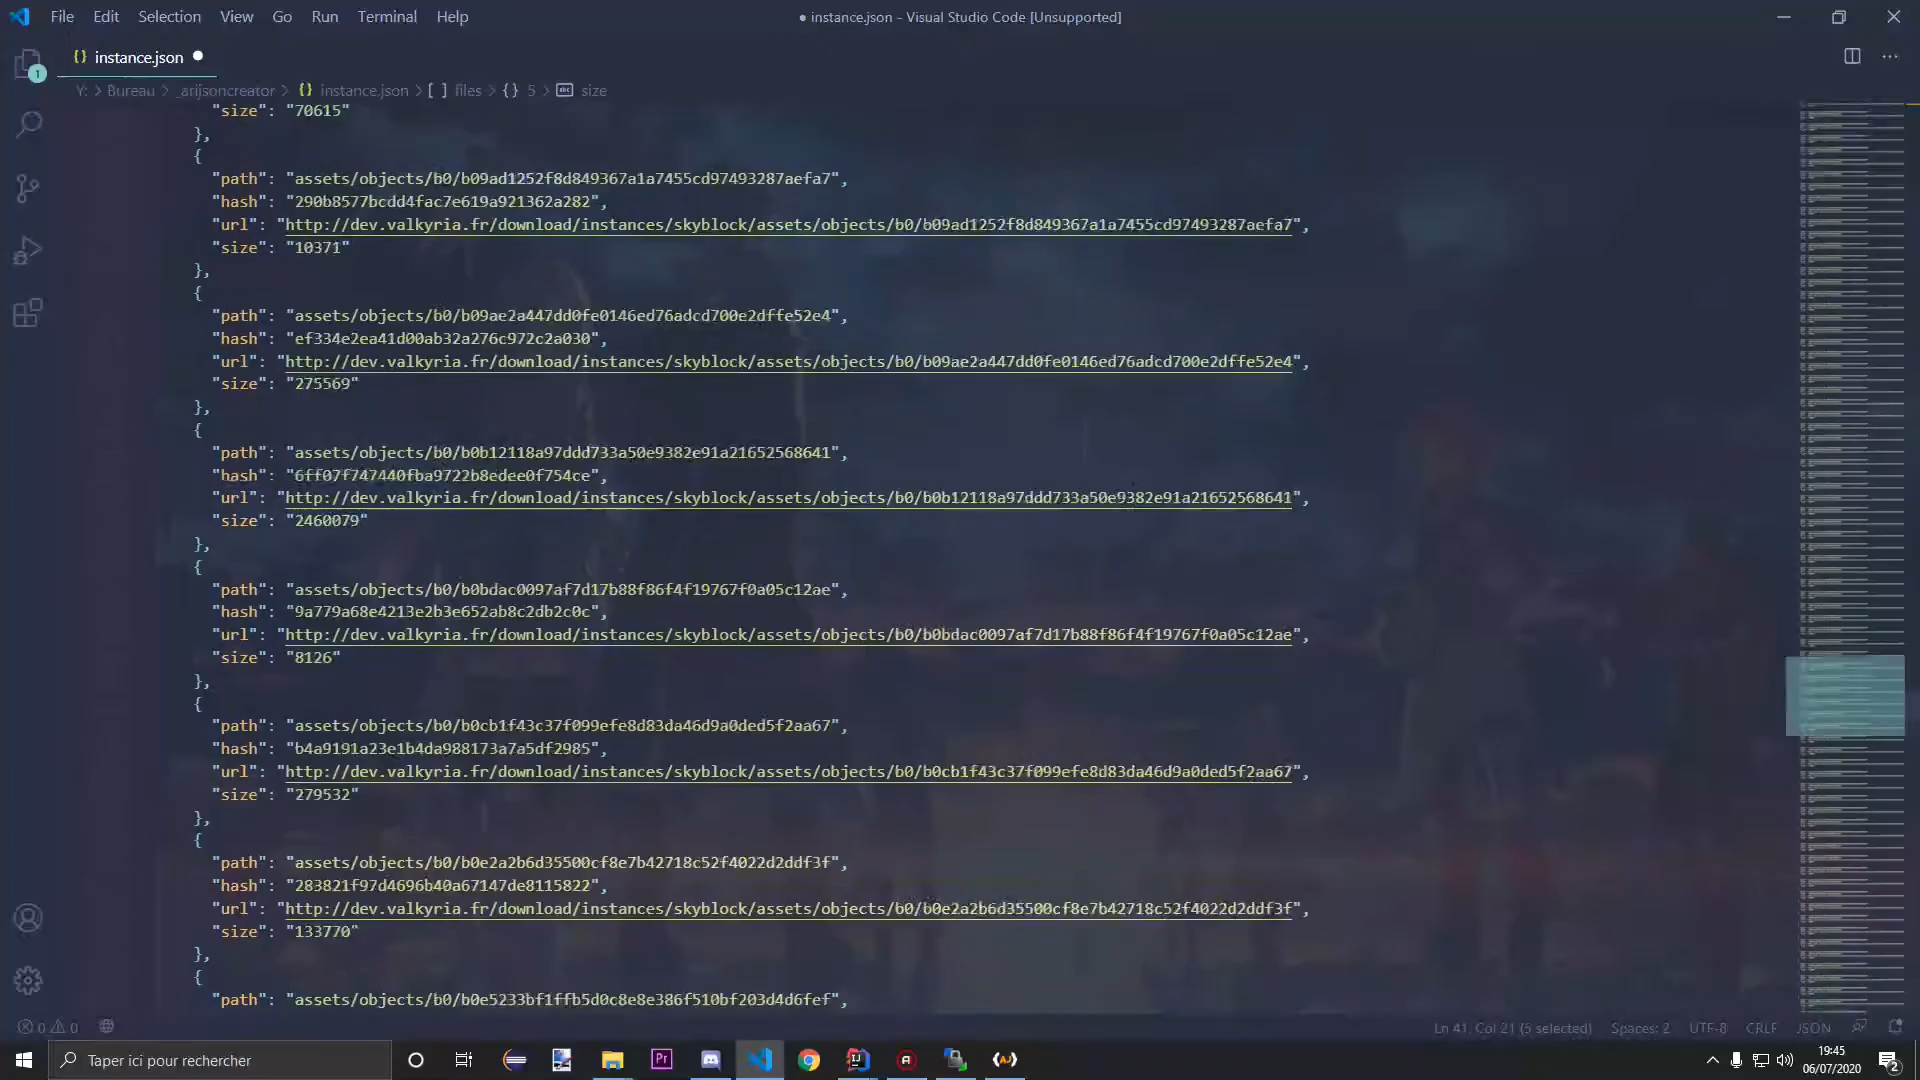 File Edit Selection View Go Run Terminal Help
● instance.json - Visual Studio Code [Unsupported]
{} instance.json ●
1
Y: > Bureau > _arijsoncreator > {} instance.json > [ ] files > {} 5 > abc size
"size": "70615"
},
{
"path": "assets/objects/b0/b09ad1252f8d849367a1a7455cd97493287aefa7",
"hash": "290b8577bcdd4fac7e619a921362a282",
"url": "http://dev.valkyria.fr/download/instances/skyblock/assets/objects/b0/b09ad1252f8d849367a1a7455cd97493287aefa7",
"size": "10371"
},
{
"path": "assets/objects/b0/b09ae2a447dd0fe0146ed76adcd700e2dffe52e4",
"hash": "ef334e2ea41d00ab32a276c972c2a030",
"url": "http://dev.valkyria.fr/download/instances/skyblock/assets/objects/b0/b09ae2a447dd0fe0146ed76adcd700e2dffe52e4",
"size": "275569"
},
{
"path": "assets/objects/b0/b0b12118a97ddd733a50e9382e91a21652568641",
"hash": "6ff07f747440fba9722b8edee0f754ce",
"url": "http://dev.valkyria.fr/download/instances/skyblock/assets/objects/b0/b0b12118a97ddd733a50e9382e91a21652568641",
"size": "2460079"
},
{
"path": "assets/objects/b0/b0bdac0097af7d17b88f86f4f19767f0a05c12ae",
"hash": "9a779a68e4213e2b3e652ab8c2db2c0c",
"url": "http://dev.valkyria.fr/download/instances/skyblock/assets/objects/b0/b0bdac0097af7d17b88f86f4f19767f0a05c12ae",
"size": "8126"
},
{
"path": "assets/objects/b0/b0cb1f43c37f099efe8d83da46d9a0ded5f2aa67",
"hash": "b4a9191a23e1b4da988173a7a5df2985",
"url": "http://dev.valkyria.fr/download/instances/skyblock/assets/objects/b0/b0cb1f43c37f099efe8d83da46d9a0ded5f2aa67",
"size": "279532"
},
{
"path": "assets/objects/b0/b0e2a2b6d35500cf8e7b42718c52f4022d2ddf3f",
"hash": "283821f97d4696b40a67147de8115822",
"url": "http://dev.valkyria.fr/download/instances/skyblock/assets/objects/b0/b0e2a2b6d35500cf8e7b42718c52f4022d2ddf3f",
"size": "133770"
},
{
"path": "assets/objects/b0/b0e5233bf1ffb5d0c8e8e386f510bf203d4d6fef",
0 0
Ln 41, Col 21 (5 selected) Spaces: 2 UTF-8 CRLF JSON
Taper ici pour rechercher
Pr
19:45
06/07/2020
2